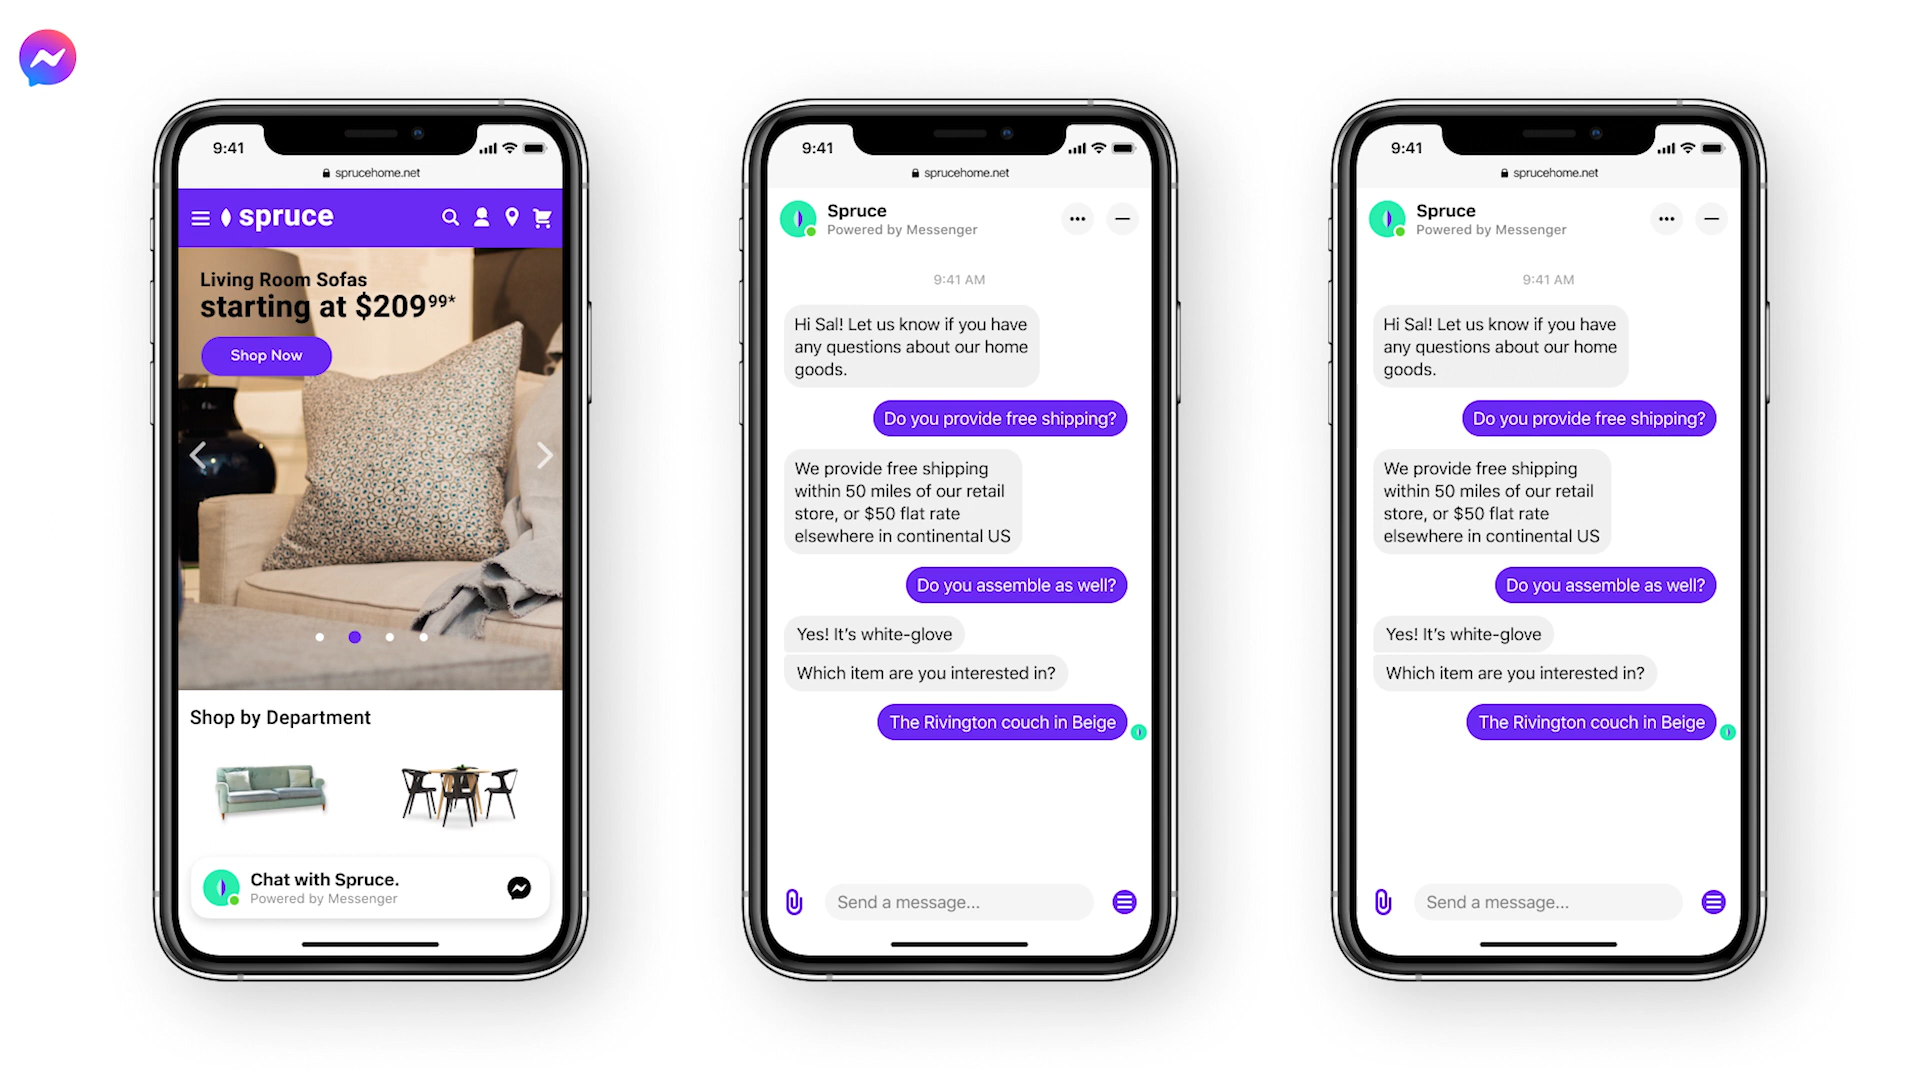 9:41
sprucehome.net
spruce
Living Room Sofas
starting at $209⁹⁹*
Shop Now
Shop by Department
Chat with Spruce.
Powered by Messenger
9:41
sprucehome.net
Spruce
Powered by Messenger
9:41 AM
Hi Sal! Let us know if you have
any questions about our home
goods.
Do you provide free shipping?
We provide free shipping
within 50 miles of our retail
store, or $50 flat rate
elsewhere in continental US
Do you assemble as well?
Yes! It’s white-glove
Which item are you interested in?
The Rivington couch in Beige
Send a message...
9:41
sprucehome.net
Spruce
Powered by Messenger
9:41 AM
Hi Sal! Let us know if you have
any questions about our home
goods.
Do you provide free shipping?
We provide free shipping
within 50 miles of our retail
store, or $50 flat rate
elsewhere in continental US
Do you assemble as well?
Yes! It’s white-glove
Which item are you interested in?
The Rivington couch in Beige
Send a message...